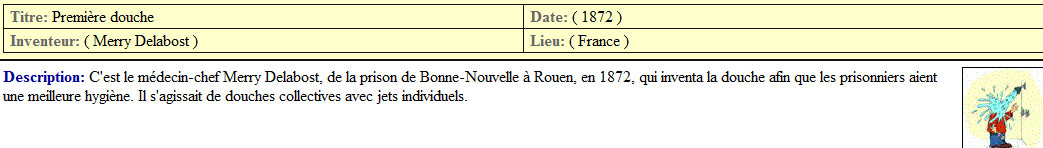 Titre: Première douche
Date: ( 1872 )
Inventeur: ( Merry Delabost )
Lieu: ( France )
Description: C'est le médecin-chef Merry Delabost, de la prison de Bonne-Nouvelle à Rouen, en 1872, qui inventa la douche afin que les prisonniers aient
une meilleure hygiène. Il s'agissait de douches collectives avec jets individuels.